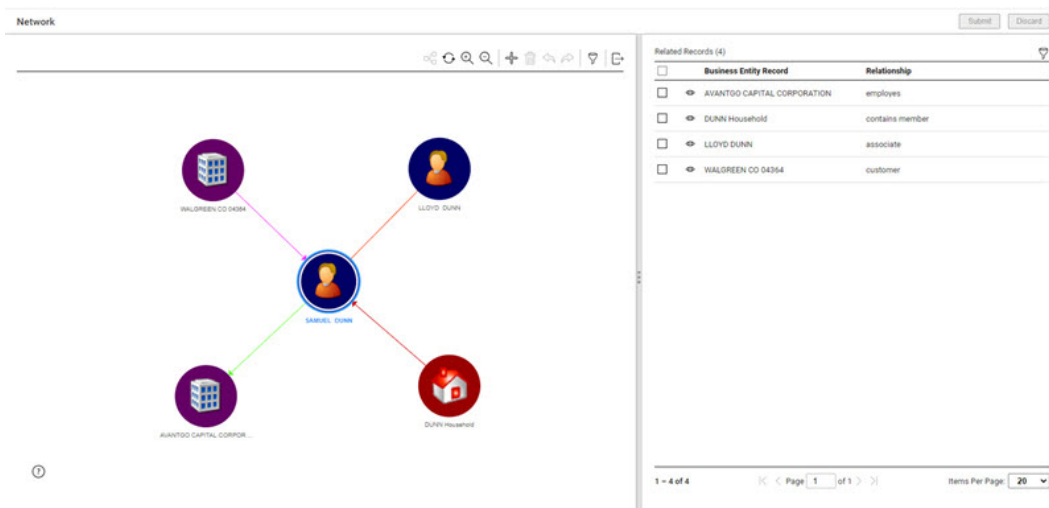 Network
Submit Discard
Related Records (4)
Business Entity Record Relationship
AVANTGO CAPITAL CORPORATION employes
DUNN Household contains member
LLOYD DUNN associate
WALGREEN CO 04364 customer
WALGREEN CO 04364
LLOYD DUNN
SAMUEL DUNN
AVANTGO CAPITAL CORPOR...
DUNN Household
?
1 – 4 of 4 Page 1 of 1 Items Per Page: 20